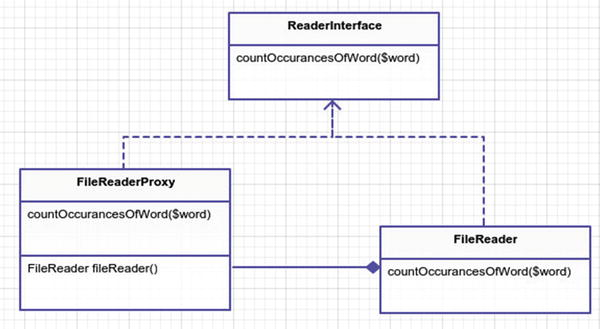 ReaderInterface
countOccurancesOfWord($word)
FileReaderProxy
countOccurancesOfWord($word)
FileReader fileReader()
FileReader
countOccurancesOfWord($word)